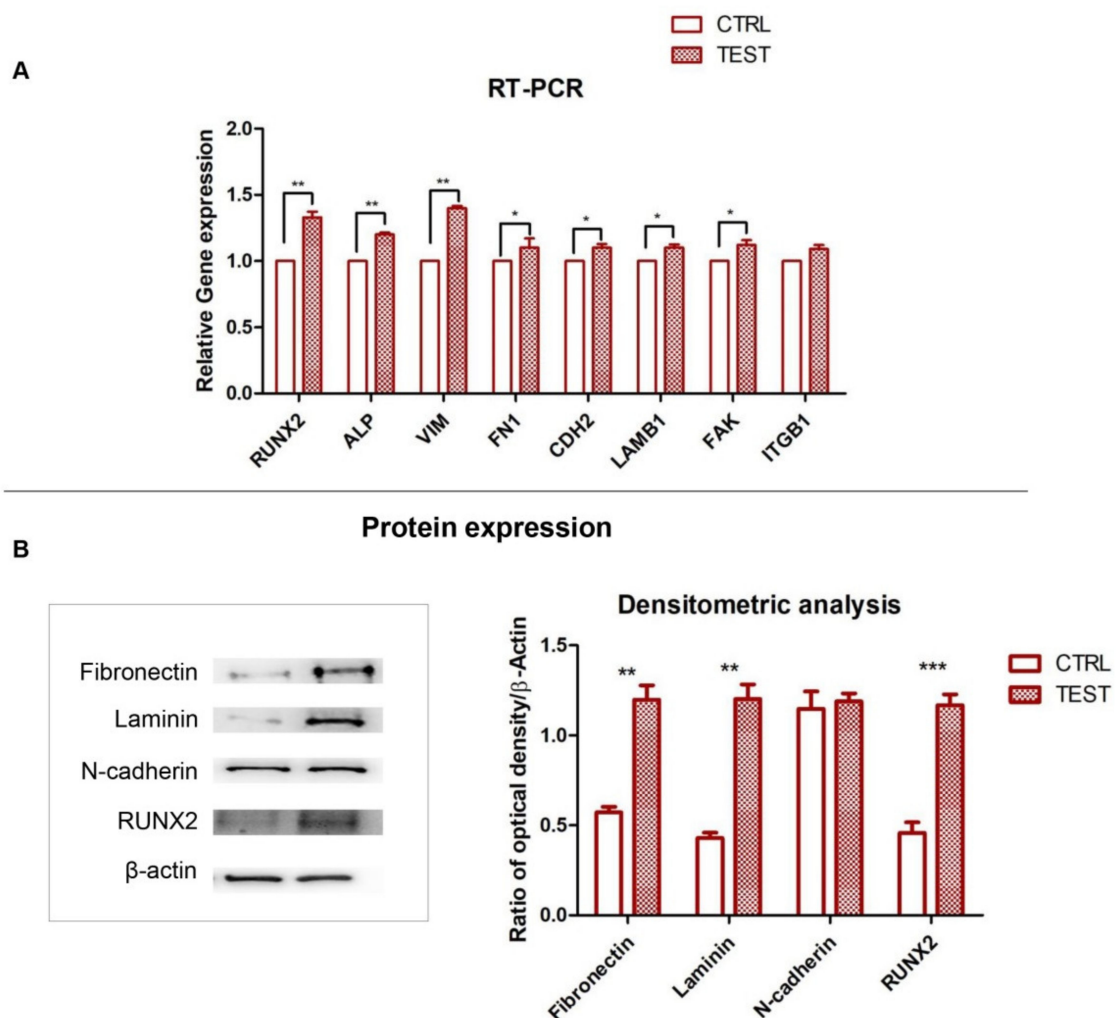 CTRL
TEST
A
RT-PCR
Relative Gene expression
2.0
1.5
1.0
0.5
0.0
** ** ** * * * *
RUNX2 ALP VIM FN1 CDH2 LAMB1 FAK ITGB1
Protein expression
B
Fibronectin
Laminin
N-cadherin
RUNX2
β-actin
Densitometric analysis
Ratio of optical density/β-Actin
1.5
1.0
0.5
0.0
** ** ***
Fibronectin Laminin N-cadherin RUNX2
CTRL
TEST